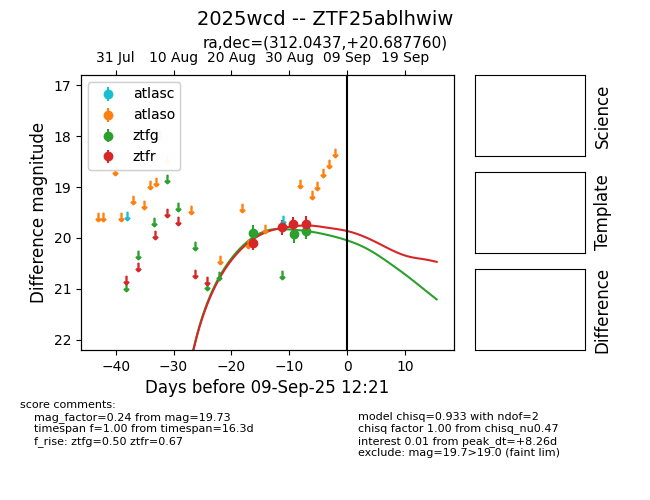 2025wcd -- ZTF25ablhwiw
ra,dec=(312.0437,+20.687760)
31 Jul 10 Aug 20 Aug 30 Aug 09 Sep 19 Sep
atlasc
atlaso
ztfg
ztfr
17
18
19
20
21
22
Difference magnitude
−40 −30 −20 −10 0 10
Days before 09-Sep-25 12:21
Science
Template
Difference
score comments:
mag_factor=0.24 from mag=19.73
timespan f=1.00 from timespan=16.3d
f_rise: ztfg=0.50 ztfr=0.67
model chisq=0.933 with ndof=2
chisq factor 1.00 from chisq_nu0.47
interest 0.01 from peak_dt=+8.26d
exclude: mag=19.7>19.0 (faint lim)